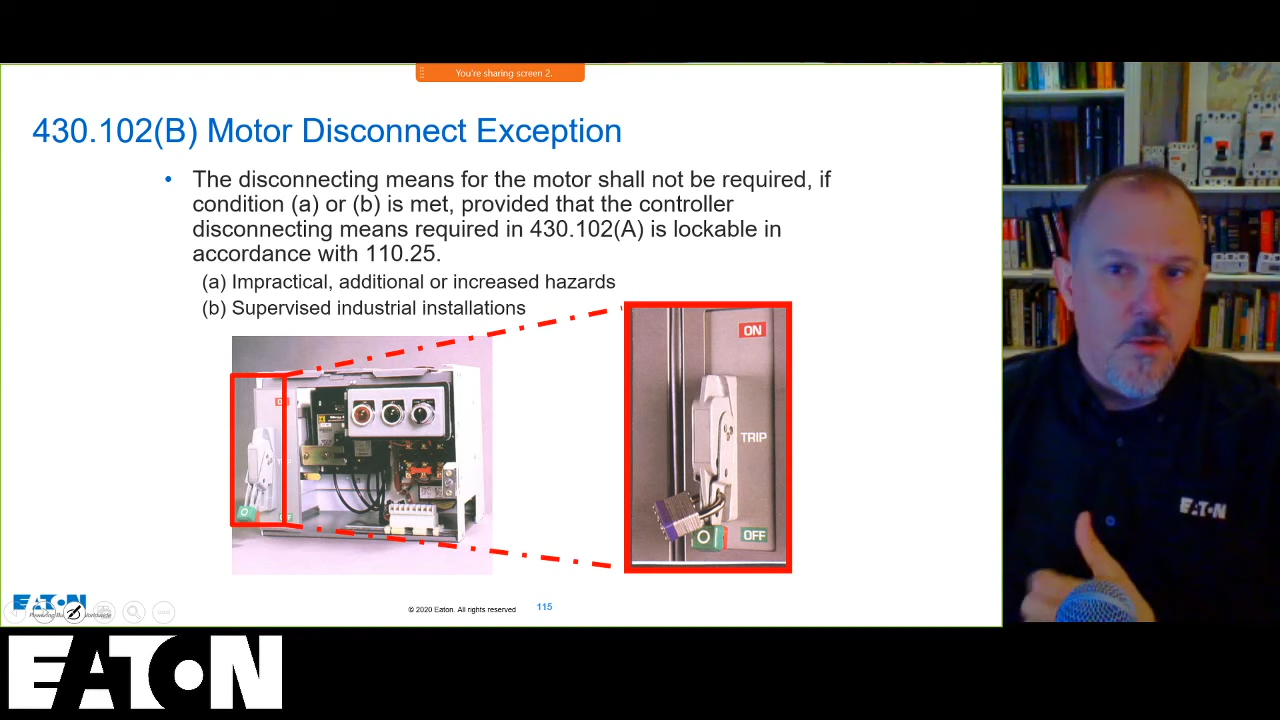 You're sharing screen 2.
430.102(B) Motor Disconnect Exception
• The disconnecting means for the motor shall not be required, if
condition (a) or (b) is met, provided that the controller
disconnecting means required in 430.102(A) is lockable in
accordance with 110.25.
(a) Impractical, additional or increased hazards
(b) Supervised industrial installations
ON
TRIP
OFF
EATON
© 2020 Eaton. All rights reserved
115
EATON
EATON